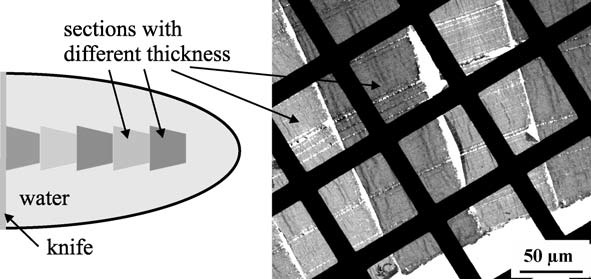 sections with
different thickness
water
knife
50 µm